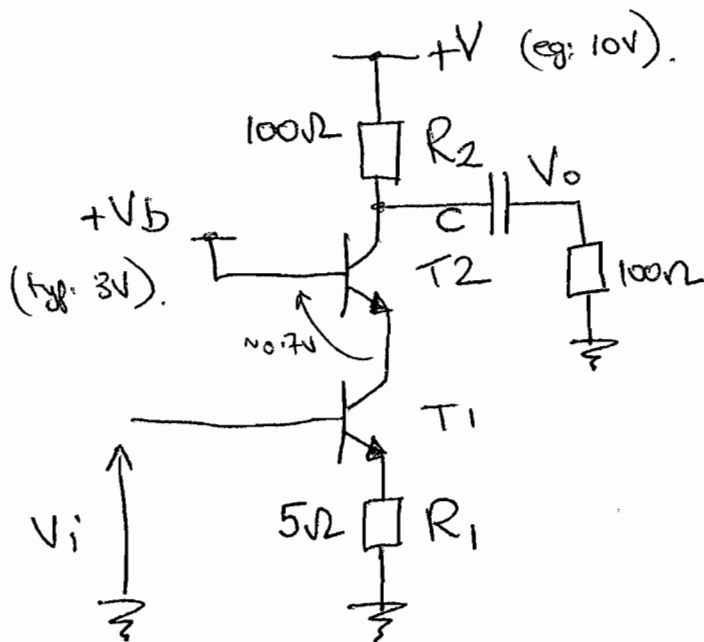 +V (eg: 10V).
100Ω R2
Vo
+Vb
C
(typ: 3V).
T2
100Ω
~0.7V
T1
Vi
5Ω R1